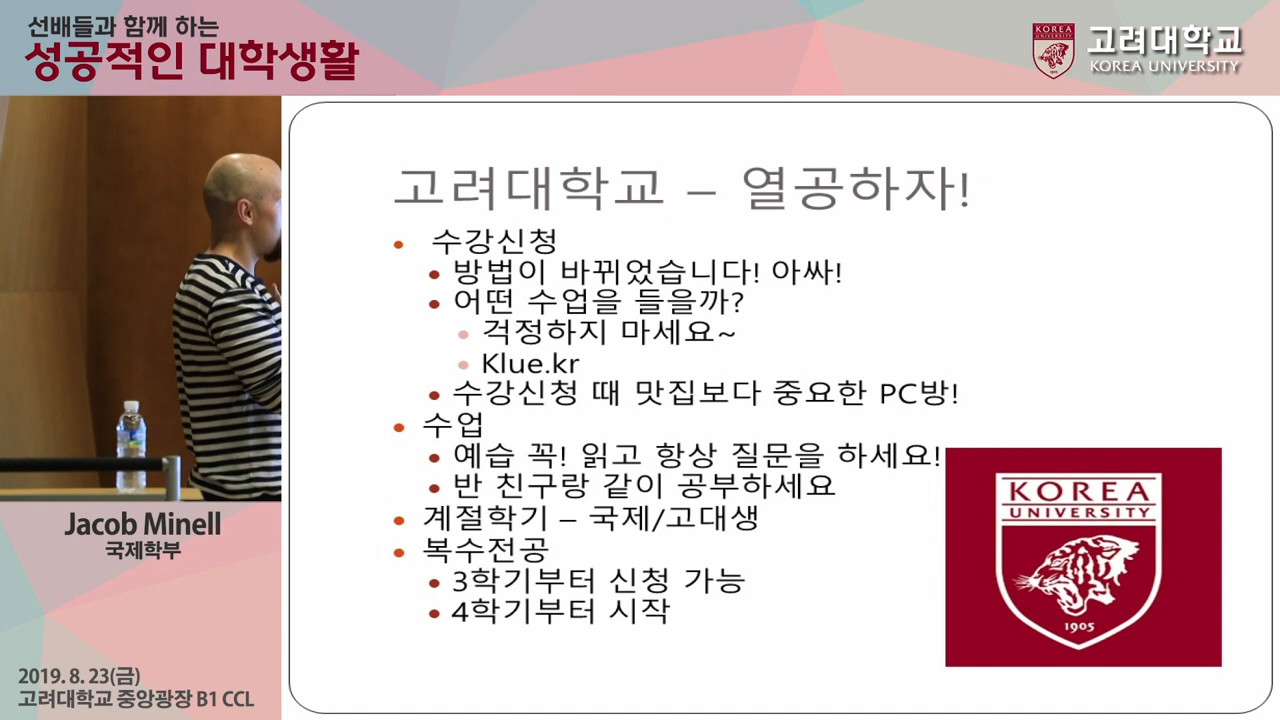 선배들과 함께 하는
성공적인 대학생활
KOREA
UNIVERSITY
1905
고려대학교
KOREA UNIVERSITY
고려대학교 – 열공하자!
수강신청
방법이 바뀌었습니다! 아싸!
어떤 수업을 들을까?
걱정하지 마세요~
Klue.kr
수강신청 때 맛집보다 중요한 PC방!
수업
예습 꼭! 읽고 항상 질문을 하세요!
반 친구랑 같이 공부하세요
계절학기 – 국제/고대생
복수전공
3학기부터 신청 가능
4학기부터 시작
KOREA
UNIVERSITY
1905
Jacob Minell
국제학부
2019. 8. 23(금)
고려대학교 중앙광장 B1 CCL